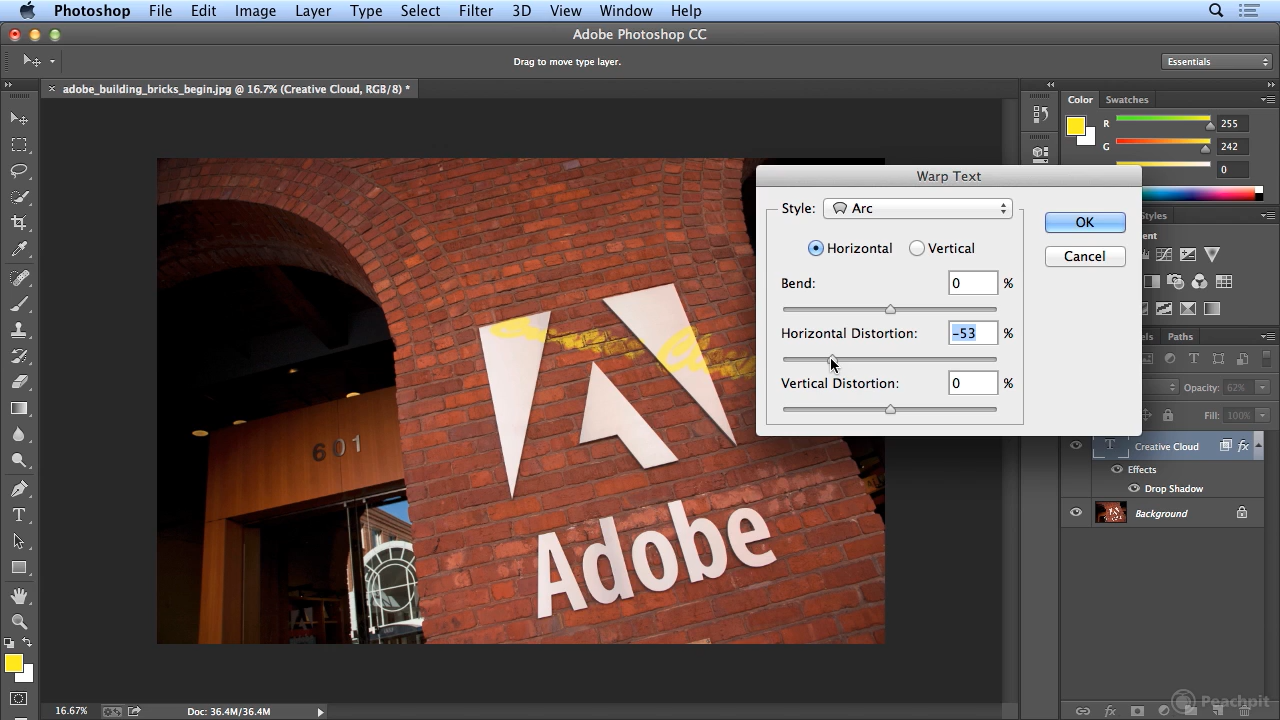 Photoshop File Edit Image Layer Type Select Filter 3D View Window Help
Adobe Photoshop CC
Drag to move type layer.
Essentials
× adobe_building_bricks_begin.jpg @ 16.7% (Creative Cloud, RGB/8) *
Color Swatches
R 255
G 242
0
Warp Text
Style: Arc
OK
Horizontal Vertical
Cancel
Bend: 0 %
Horizontal Distortion: -53 %
Vertical Distortion: 0 %
Styles
Paths
Opacity: 62%
Fill: 100%
T Creative Cloud fx
Effects
Drop Shadow
Background
601
Adobe
16.67% Doc: 36.4M/36.4M
fx
Peachpit